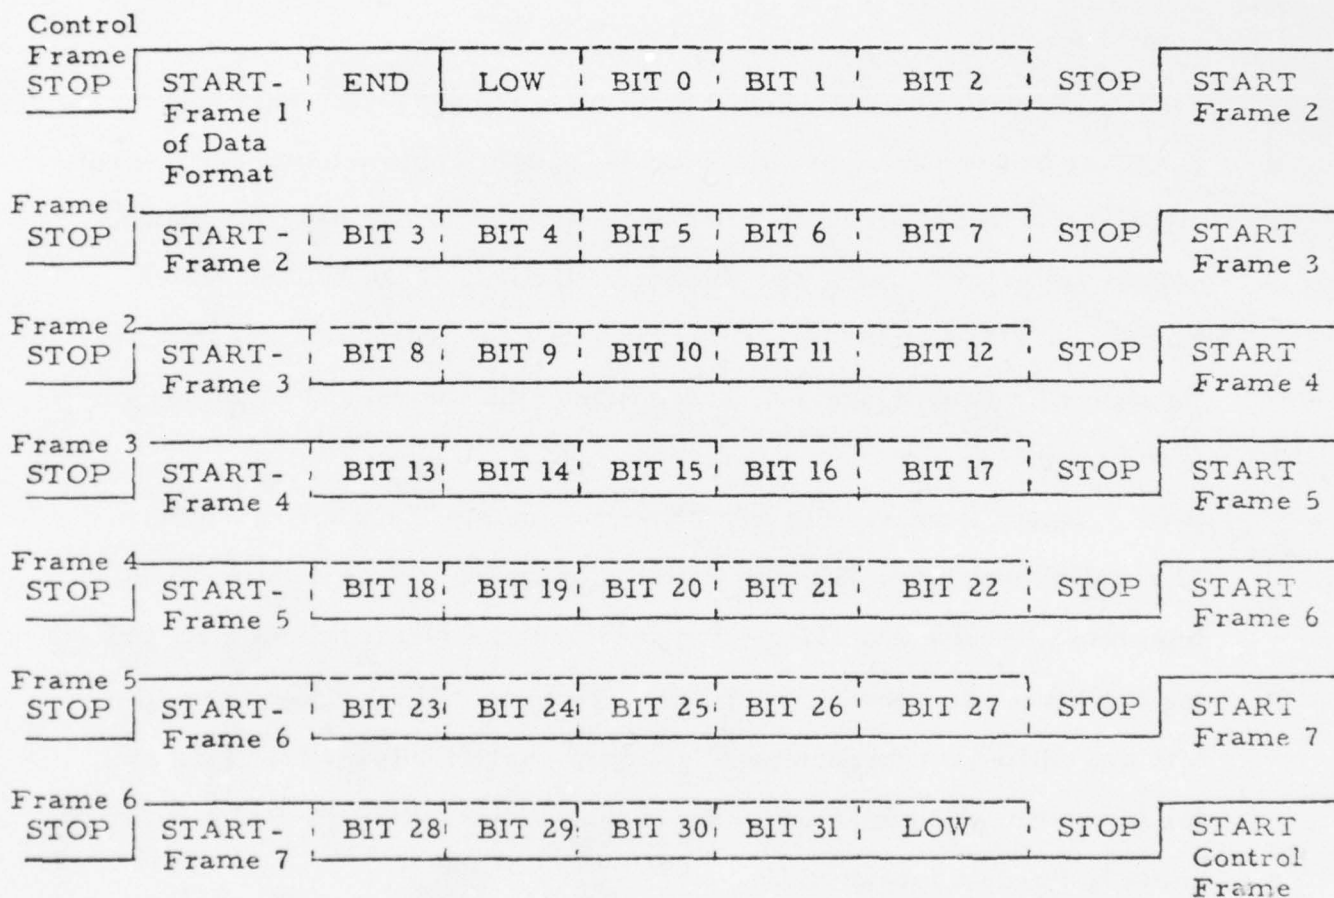 Control
Frame
STOP START- END LOW BIT 0 BIT 1 BIT 2 STOP START
Frame 1 Frame 2
of Data
Format
Frame 1
STOP START- BIT 3 BIT 4 BIT 5 BIT 6 BIT 7 STOP START
Frame 2 Frame 3
Frame 2
STOP START- BIT 8 BIT 9 BIT 10 BIT 11 BIT 12 STOP START
Frame 3 Frame 4
Frame 3
STOP START- BIT 13 BIT 14 BIT 15 BIT 16 BIT 17 STOP START
Frame 4 Frame 5
Frame 4
STOP START- BIT 18 BIT 19 BIT 20 BIT 21 BIT 22 STOP START
Frame 5 Frame 6
Frame 5
STOP START- BIT 23 BIT 24 BIT 25 BIT 26 BIT 27 STOP START
Frame 6 Frame 7
Frame 6
STOP START- BIT 28 BIT 29 BIT 30 BIT 31 LOW STOP START
Frame 7 Control
Frame